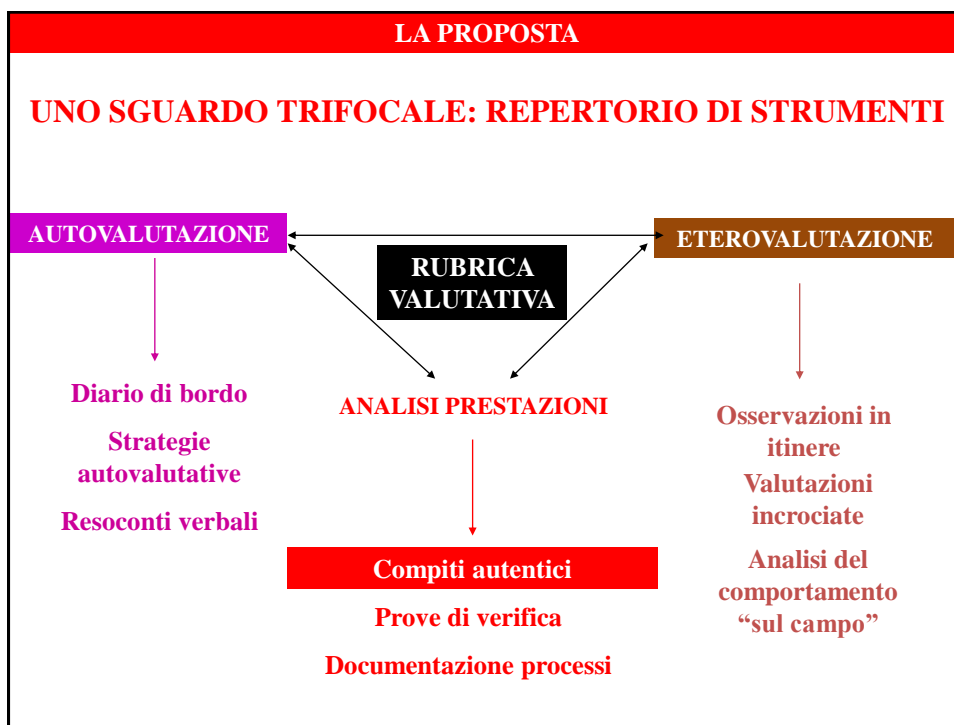 LA PROPOSTA
UNO SGUARDO TRIFOCALE: REPERTORIO DI STRUMENTI
AUTOVALUTAZIONE
ETEROVALUTAZIONE
RUBRICA
VALUTATIVA
Diario di bordo
Strategie
autovalutative
Resoconti verbali
ANALISI PRESTAZIONI
Compiti autentici
Prove di verifica
Documentazione processi
Osservazioni in
itinere
Valutazioni
incrociate
Analisi del
comportamento
“sul campo”